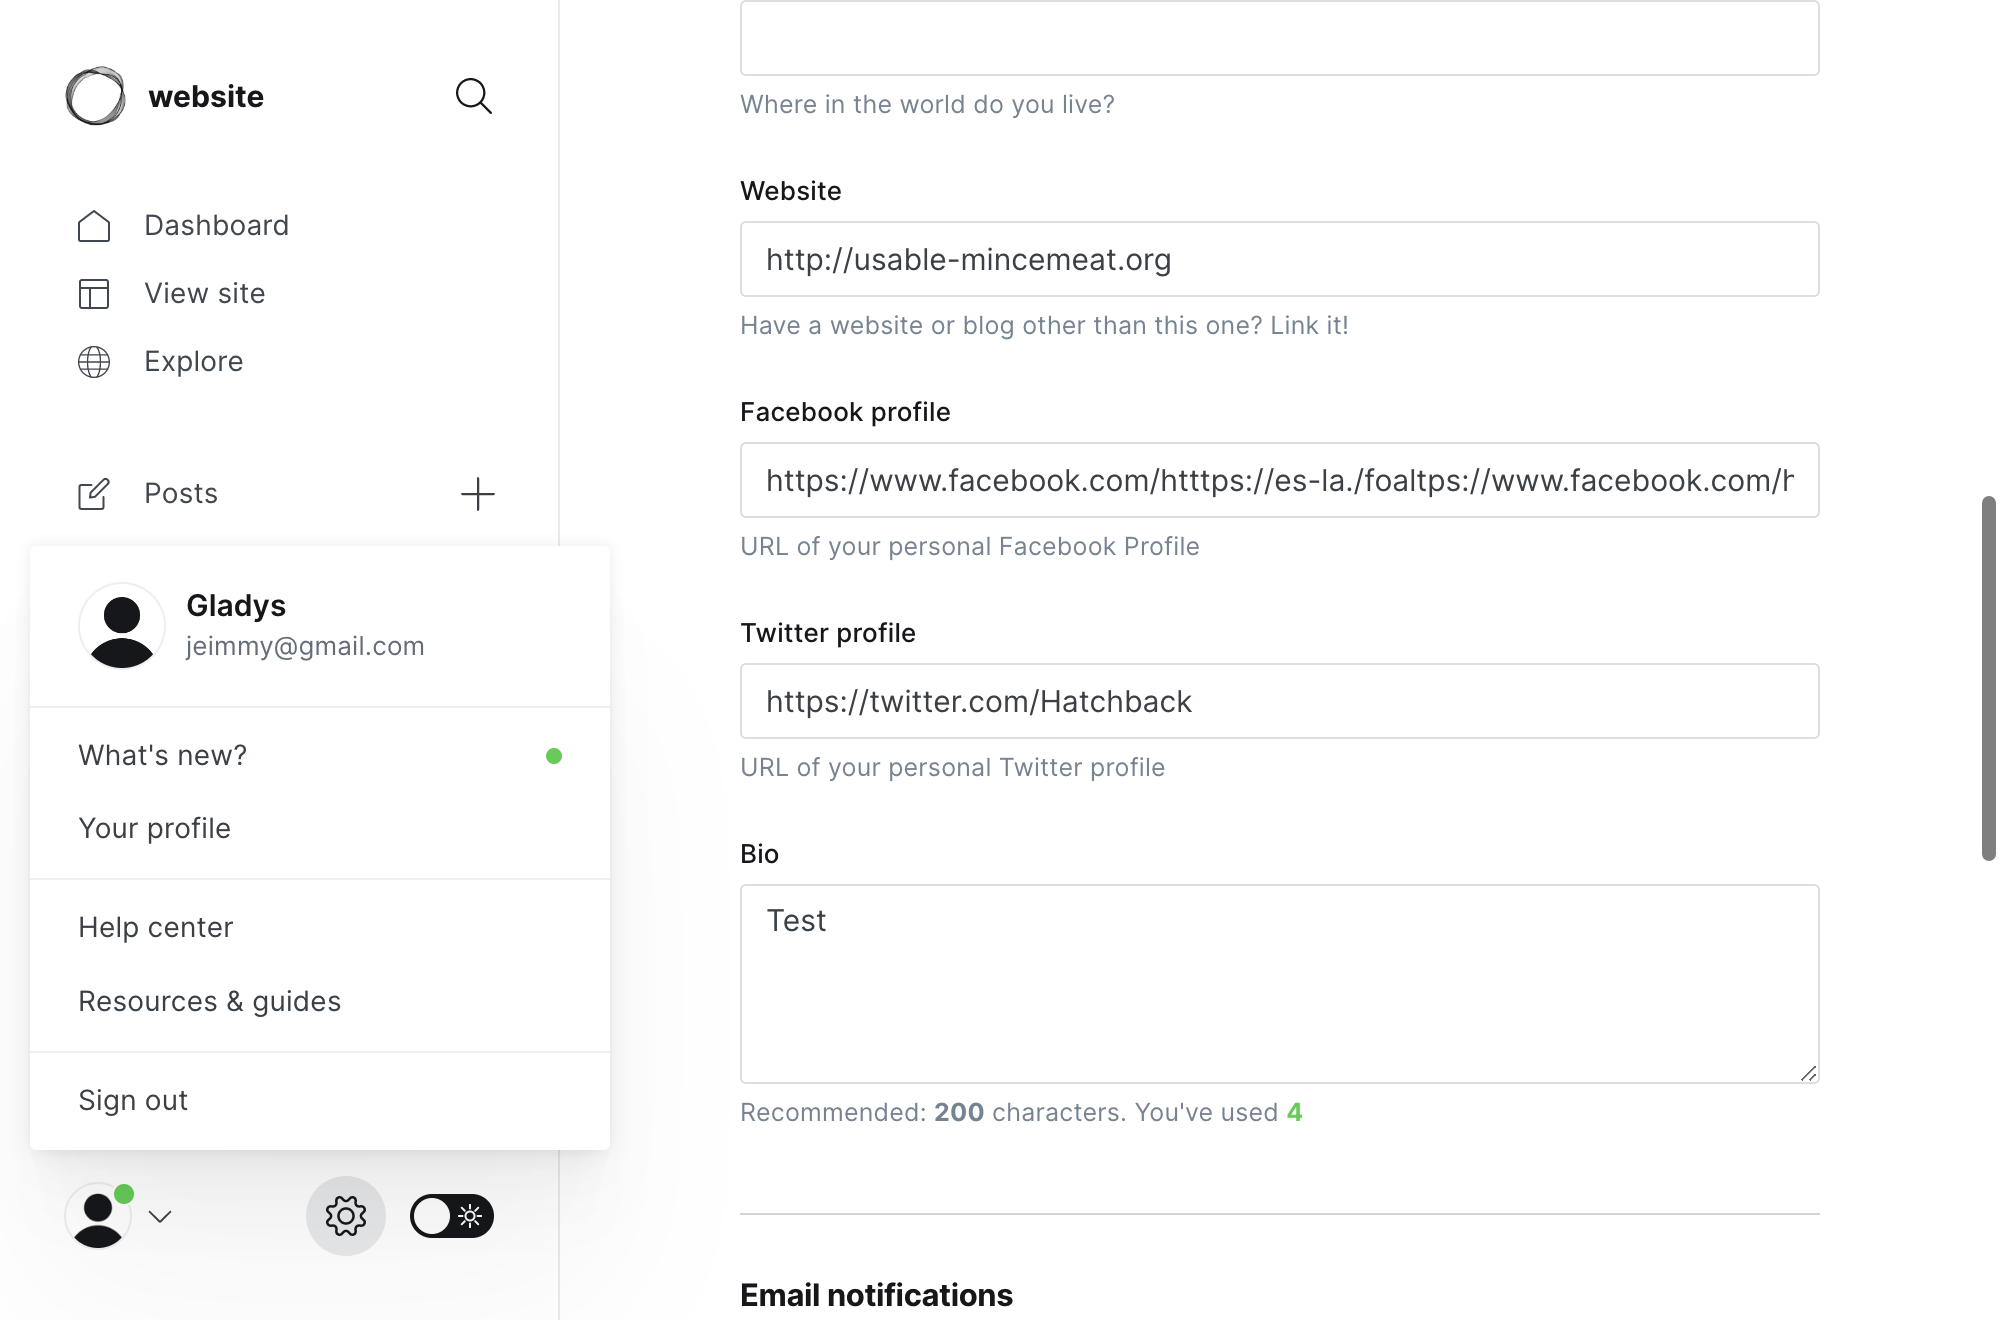 website
Dashboard
View site
Explore
Posts
Gladys
jeimmy@gmail.com
What's new?
Your profile
Help center
Resources & guides
Sign out
Where in the world do you live?
Website
http://usable-mincemeat.org
Have a website or blog other than this one? Link it!
Facebook profile
https://www.facebook.com/htttps://es-la./foaltps://www.facebook.com/h
URL of your personal Facebook Profile
Twitter profile
https://twitter.com/Hatchback
URL of your personal Twitter profile
Bio
Test
Recommended: 200 characters. You've used 4
Email notifications